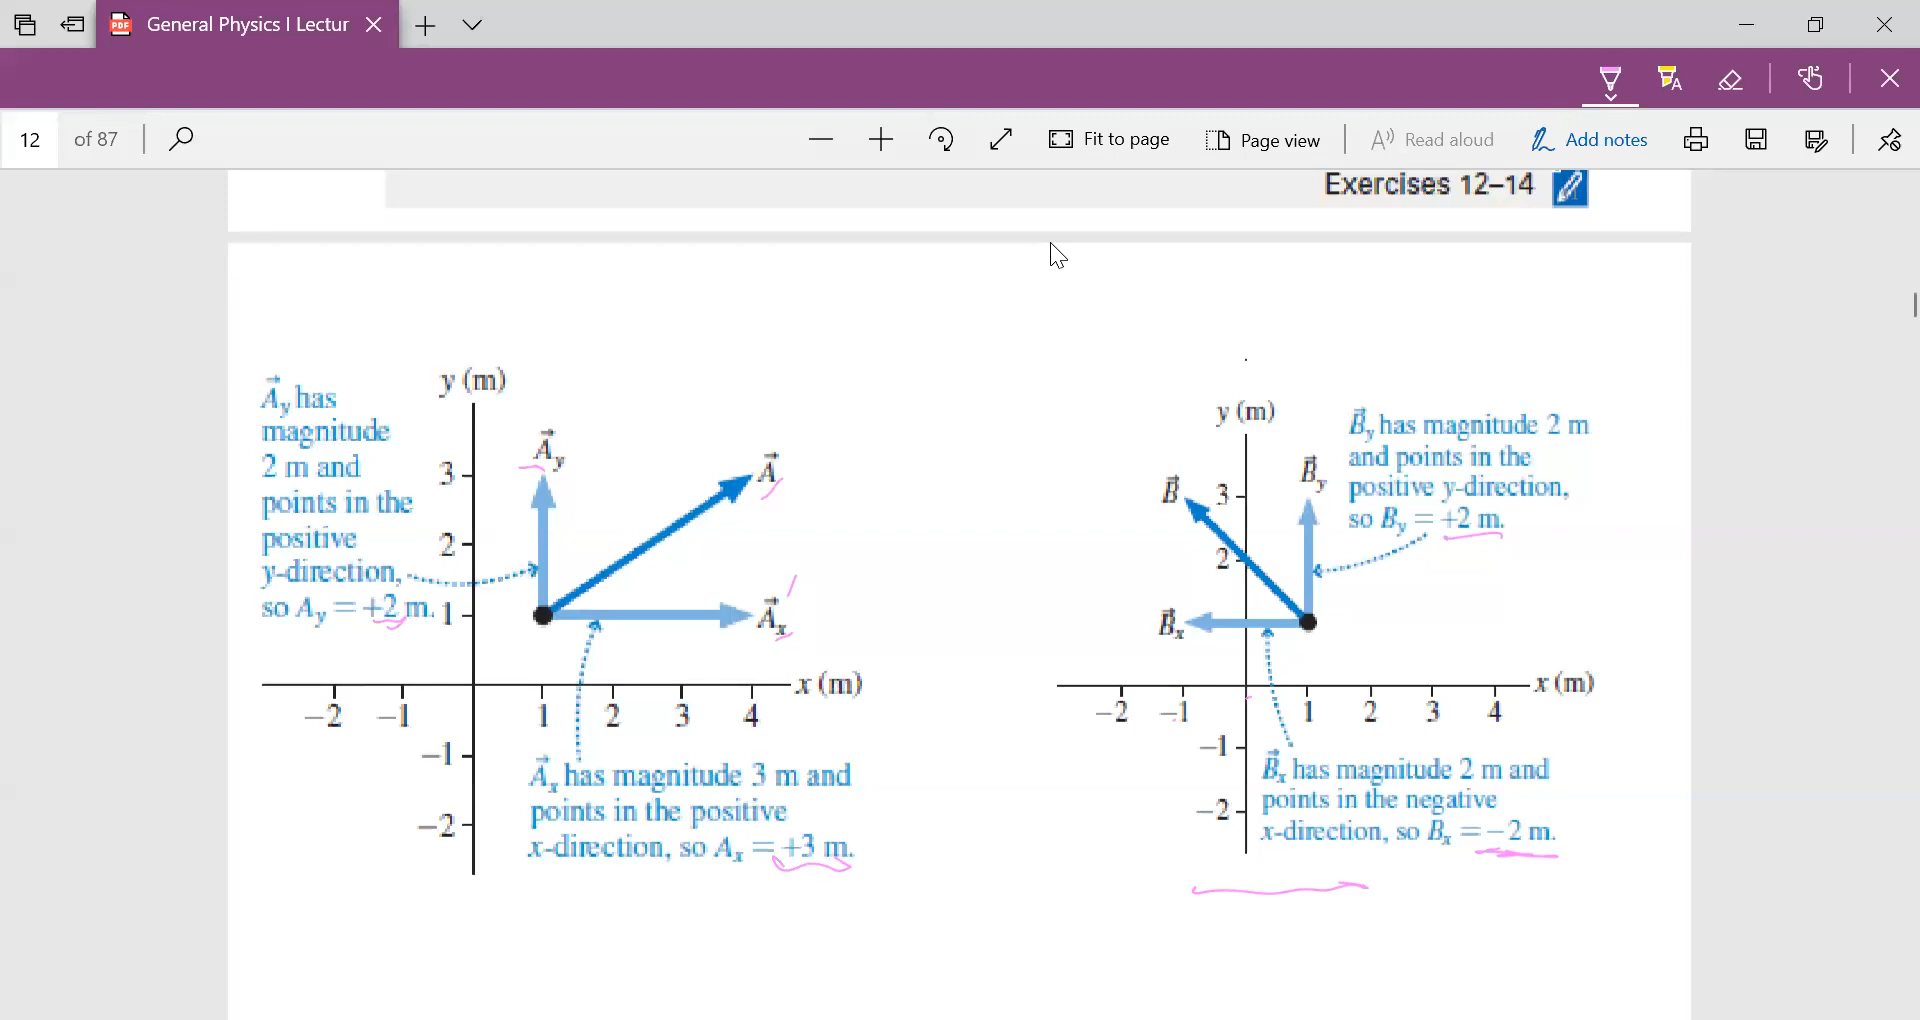 General Physics I Lectur
12 of 87
Fit to page
Page view
Read aloud
Add notes
Exercises 12–14
A⃗y has
magnitude
2 m and
points in the
positive
y-direction,
so Ay = +2 m.
y (m)
3
2
1
−1
−2
A⃗y
A⃗
A⃗x
x (m)
−2 −1 1 2 3 4
A⃗x has magnitude 3 m and
points in the positive
x-direction, so Ax = +3 m.
y (m)
3
2
−1
−2
B⃗
B⃗y
B⃗x
B⃗y has magnitude 2 m
and points in the
positive y-direction,
so By = +2 m.
x (m)
−2 −1 1 2 3 4
B⃗x has magnitude 2 m and
points in the negative
x-direction, so Bx = −2 m.